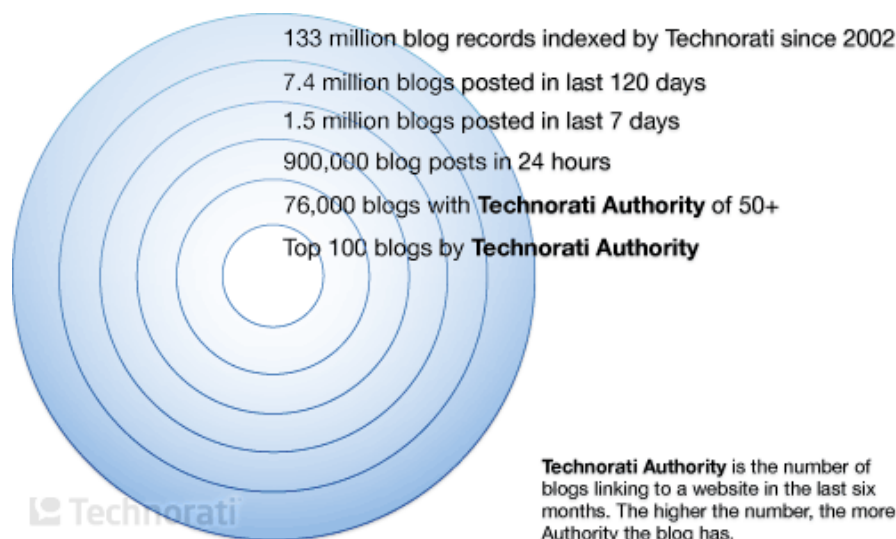 133 million blog records indexed by Technorati since 2002
7.4 million blogs posted in last 120 days
1.5 million blogs posted in last 7 days
900,000 blog posts in 24 hours
76,000 blogs with Technorati Authority of 50+
Top 100 blogs by Technorati Authority
Technorati Authority is the number of
blogs linking to a website in the last six
months. The higher the number, the more
Authority the blog has.
Technorati